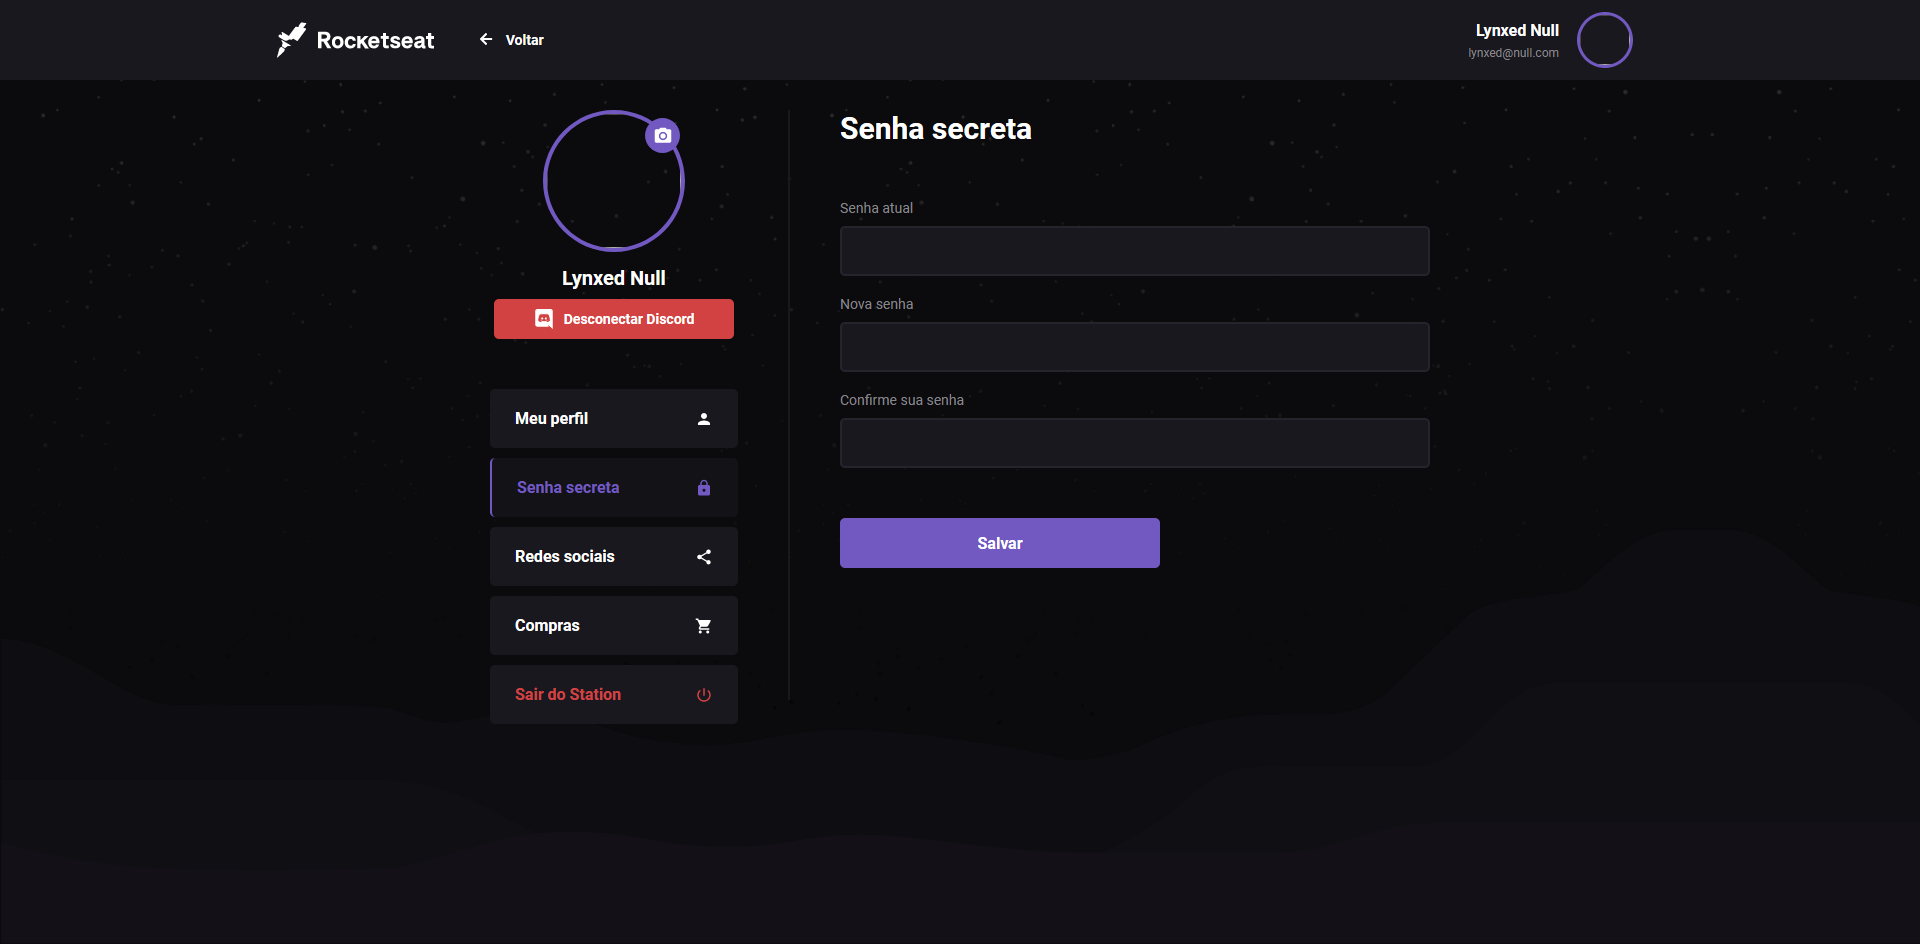 Rocketseat
Voltar
Lynxed Null
lynxed@null.com
Lynxed Null
Desconectar Discord
Meu perfil
Senha secreta
Redes sociais
Compras
Sair do Station
Senha secreta
Senha atual
Nova senha
Confirme sua senha
Salvar